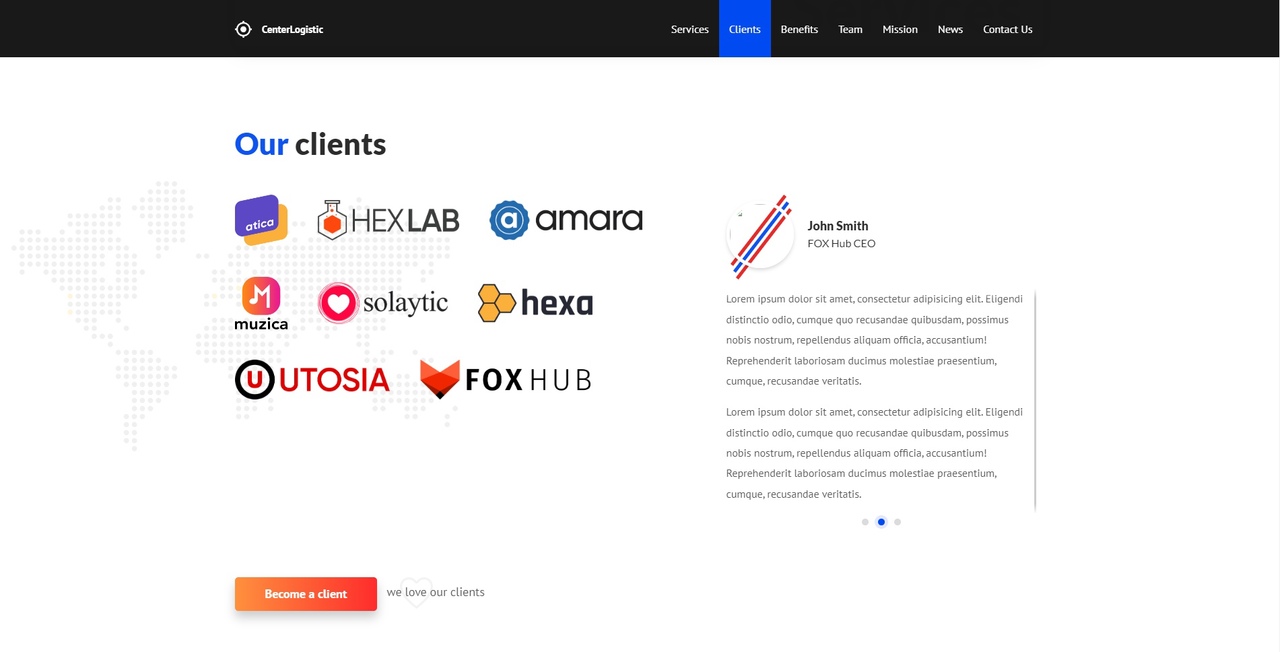 CenterLogistic
Services
Clients
Benefits
Team
Mission
News
Contact Us
Our clients
atica
HEXLAB
a amara
muzica
solaytic
hexa
U UTOSIA
FOX HUB
John Smith
FOX Hub CEO
Lorem ipsum dolor sit amet, consectetur adipisicing elit. Eligendi
distinctio odio, cumque quo recusandae quibusdam, possimus
nobis nostrum, repellendus aliquam officia, accusantium!
Reprehenderit laboriosam ducimus molestiae praesentium,
cumque, recusandae veritatis.
Lorem ipsum dolor sit amet, consectetur adipisicing elit. Eligendi
distinctio odio, cumque quo recusandae quibusdam, possimus
nobis nostrum, repellendus aliquam officia, accusantium!
Reprehenderit laboriosam ducimus molestiae praesentium,
cumque, recusandae veritatis.
Become a client
we love our clients